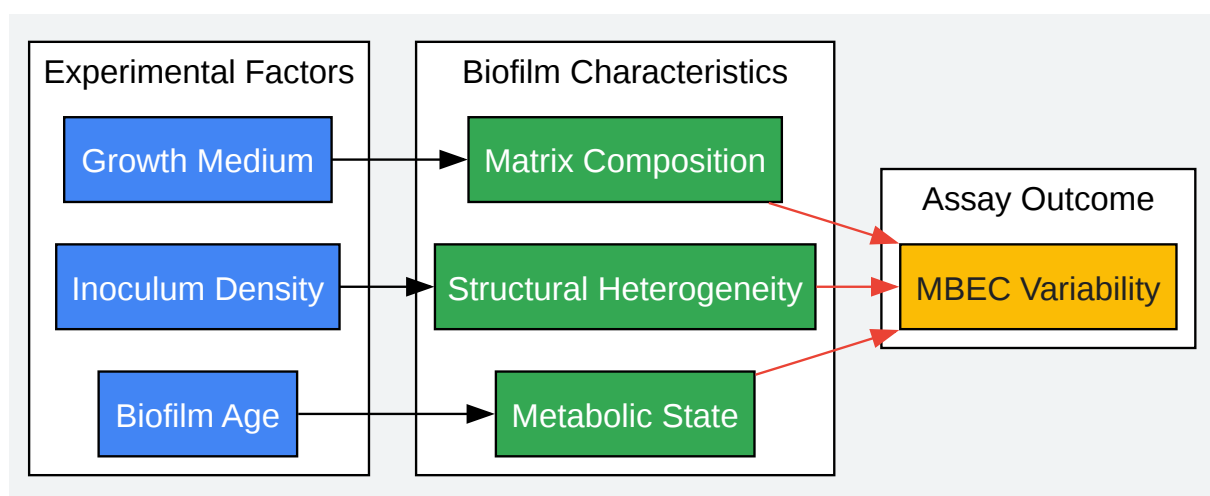 Experimental Factors
Growth Medium
Inoculum Density
Biofilm Age
Biofilm Characteristics
Matrix Composition
Structural Heterogeneity
Metabolic State
Assay Outcome
MBEC Variability